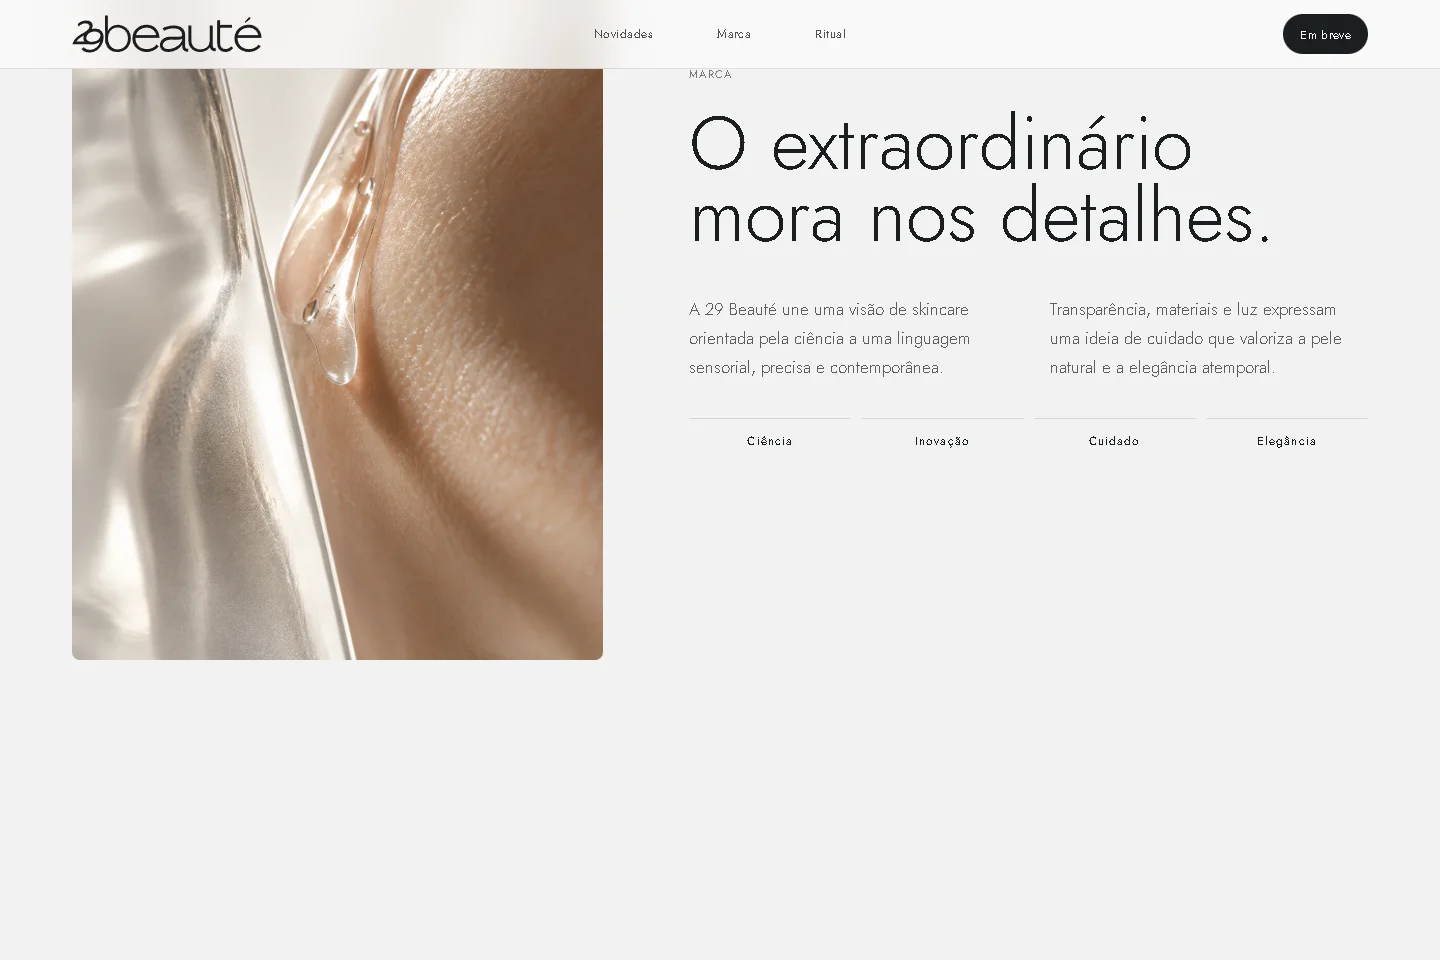 29beauté
Novidades
Marca
Ritual
Em breve
MARCA
O extraordinário
mora nos detalhes.
A 29 Beauté une uma visão de skincare
orientada pela ciência a uma linguagem
sensorial, precisa e contemporânea.
Transparência, materiais e luz expressam
uma ideia de cuidado que valoriza a pele
natural e a elegância atemporal.
Ciência
Inovação
Cuidado
Elegância